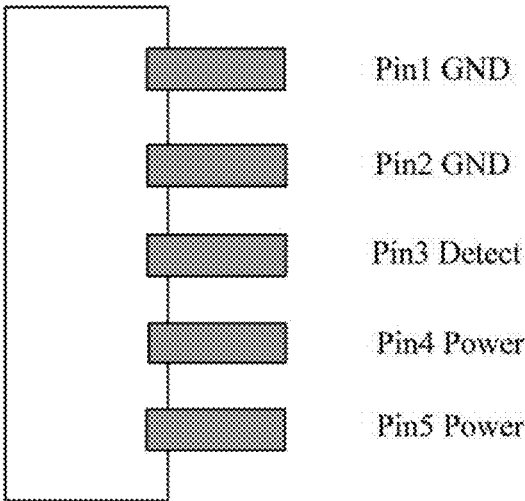 Pin1 GND
Pin2 GND
Pin3 Detect
Pin4 Power
Pin5 Power